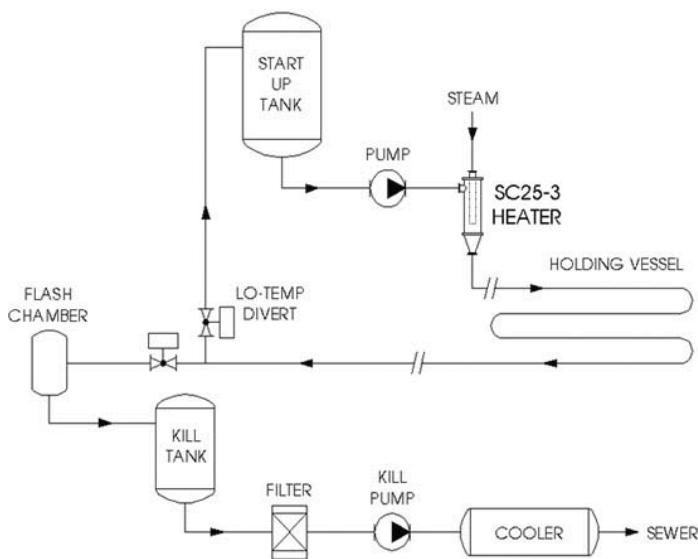 START
UP
TANK
STEAM
PUMP
SC25-3
HEATER
HOLDING VESSEL
FLASH
CHAMBER
LO-TEMP
DIVERT
KILL
TANK
FILTER
KILL
PUMP
COOLER
SEWER